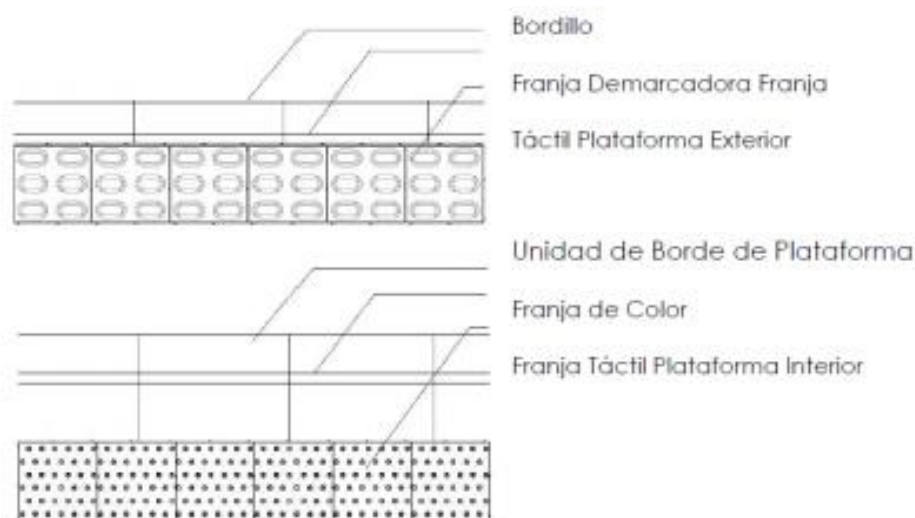 Bordillo
Franja Demarcadora Franja
Táctil Plataforma Exterior
Unidad de Borde de Plataforma
Franja de Color
Franja Táctil Plataforma Interior